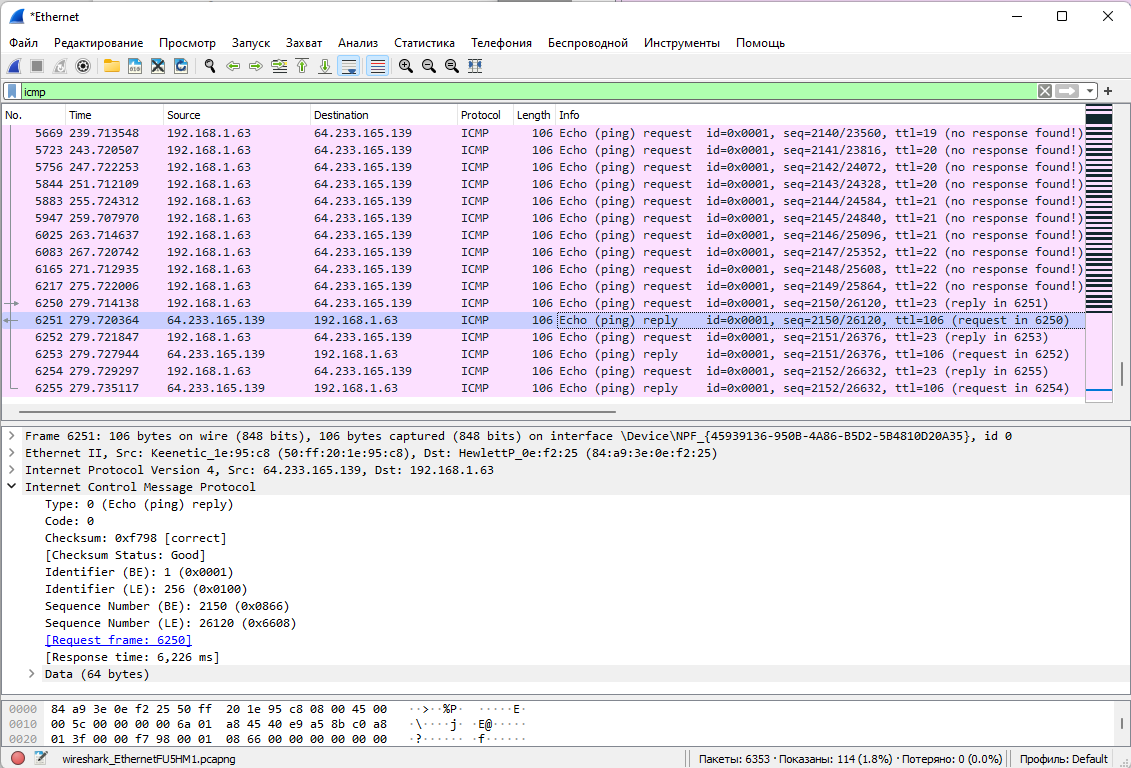 *Ethernet
Файл Редактирование Просмотр Запуск Захват Анализ Статистика Телефония Беспроводной Инструменты Помощь
icmp
No. Time Source Destination Protocol Length Info
5669 239.713548 192.168.1.63 64.233.165.139 ICMP 106 Echo (ping) request id=0x0001, seq=2140/23560, ttl=19 (no response found!)
5723 243.720507 192.168.1.63 64.233.165.139 ICMP 106 Echo (ping) request id=0x0001, seq=2141/23816, ttl=20 (no response found!)
5756 247.722253 192.168.1.63 64.233.165.139 ICMP 106 Echo (ping) request id=0x0001, seq=2142/24072, ttl=20 (no response found!)
5844 251.712109 192.168.1.63 64.233.165.139 ICMP 106 Echo (ping) request id=0x0001, seq=2143/24328, ttl=20 (no response found!)
5883 255.724312 192.168.1.63 64.233.165.139 ICMP 106 Echo (ping) request id=0x0001, seq=2144/24584, ttl=21 (no response found!)
5947 259.707970 192.168.1.63 64.233.165.139 ICMP 106 Echo (ping) request id=0x0001, seq=2145/24840, ttl=21 (no response found!)
6025 263.714637 192.168.1.63 64.233.165.139 ICMP 106 Echo (ping) request id=0x0001, seq=2146/25096, ttl=21 (no response found!)
6083 267.720742 192.168.1.63 64.233.165.139 ICMP 106 Echo (ping) request id=0x0001, seq=2147/25352, ttl=22 (no response found!)
6165 271.712935 192.168.1.63 64.233.165.139 ICMP 106 Echo (ping) request id=0x0001, seq=2148/25608, ttl=22 (no response found!)
6217 275.722006 192.168.1.63 64.233.165.139 ICMP 106 Echo (ping) request id=0x0001, seq=2149/25864, ttl=22 (no response found!)
6250 279.714138 192.168.1.63 64.233.165.139 ICMP 106 Echo (ping) request id=0x0001, seq=2150/26120, ttl=23 (reply in 6251)
6251 279.720364 64.233.165.139 192.168.1.63 ICMP 106 Echo (ping) reply id=0x0001, seq=2150/26120, ttl=106 (request in 6250)
6252 279.721847 192.168.1.63 64.233.165.139 ICMP 106 Echo (ping) request id=0x0001, seq=2151/26376, ttl=23 (reply in 6253)
6253 279.727944 64.233.165.139 192.168.1.63 ICMP 106 Echo (ping) reply id=0x0001, seq=2151/26376, ttl=106 (request in 6252)
6254 279.729297 192.168.1.63 64.233.165.139 ICMP 106 Echo (ping) request id=0x0001, seq=2152/26632, ttl=23 (reply in 6255)
6255 279.735117 64.233.165.139 192.168.1.63 ICMP 106 Echo (ping) reply id=0x0001, seq=2152/26632, ttl=106 (request in 6254)
Frame 6251: 106 bytes on wire (848 bits), 106 bytes captured (848 bits) on interface \Device\NPF_{45939136-950B-4A86-B5D2-5B4810D20A35}, id 0
Ethernet II, Src: Keenetic_1e:95:c8 (50:ff:20:1e:95:c8), Dst: HewlettP_0e:f2:25 (84:a9:3e:0e:f2:25)
Internet Protocol Version 4, Src: 64.233.165.139, Dst: 192.168.1.63
Internet Control Message Protocol
Type: 0 (Echo (ping) reply)
Code: 0
Checksum: 0xf798 [correct]
[Checksum Status: Good]
Identifier (BE): 1 (0x0001)
Identifier (LE): 256 (0x0100)
Sequence Number (BE): 2150 (0x0866)
Sequence Number (LE): 26120 (0x6608)
[Request frame: 6250]
[Response time: 6,226 ms]
Data (64 bytes)
0000 84 a9 3e 0e f2 25 50 ff 20 1e 95 c8 08 00 45 00 ··>··%P· ·····E·
0010 00 5c 00 00 00 00 6a 01 a8 45 40 e9 a5 8b c0 a8 ·\····j· ·E@·····
0020 01 3f 00 00 f7 98 00 01 08 66 00 00 00 00 00 00 ·?······ ·f······
wireshark_EthernetFU5HM1.pcapng Пакеты: 6353 · Показаны: 114 (1.8%) · Потеряно: 0 (0.0%) Профиль: Default